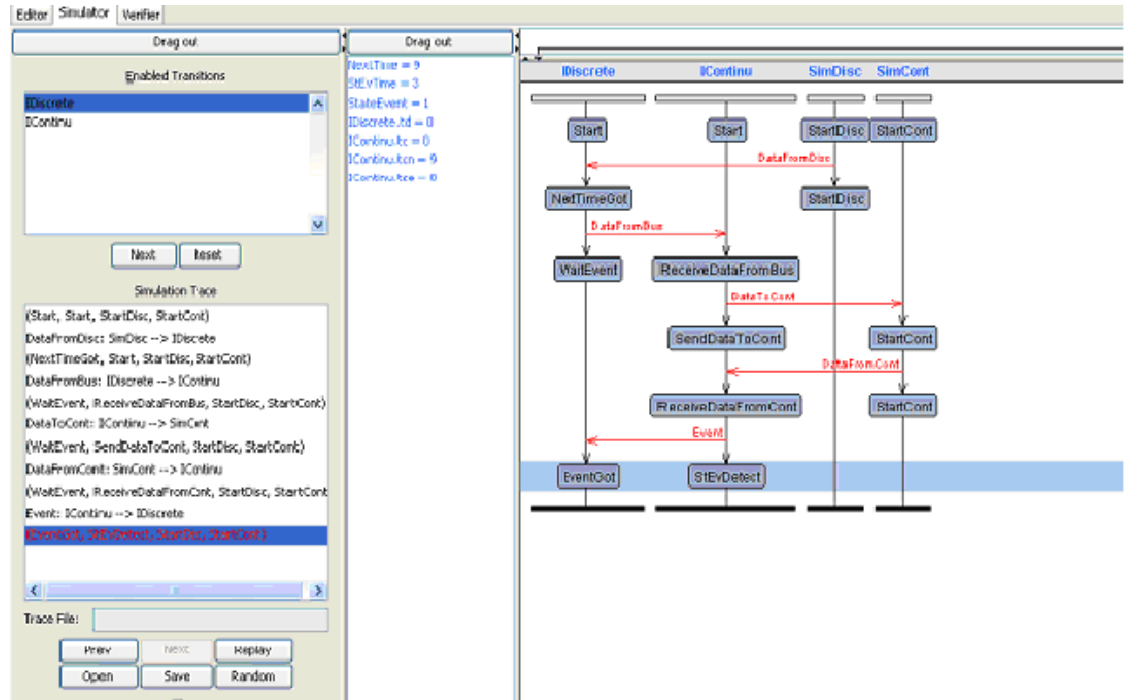 Editor Simulator Verifier
Drag out
Enabled Transitions
IDiscrete
IContinu
Next Reset
Simulation Trace
(Start, Start, StartDisc, StartCont)
DataFromDisc: SimDisc --> IDiscrete
(NextTimeGot, Start, StartDisc, StartCont)
DataFromBus: IDiscrete --> IContinu
(WaitEvent, ReceiveDataFromBus, StartDisc, StartCont)
DataToCont: IContinu --> SimCont
(WaitEvent, SendDataToCont, StartDisc, StartCont)
DataFromCont: SimCont --> IContinu
(WaitEvent, ReceiveDataFromCont, StartDisc, StartCont
Event: IContinu --> IDiscrete
(EventGot, StEvDetect, StartDisc, StartCont)
Trace File:
Prev Next Replay
Open Save Random
Drag out
NextTime = 9
StEvTime = 3
StateEvent = 1
IDiscrete.td = 0
IContinu.tc = 0
IContinu.tcn = 9
IDiscrete IContinu SimDisc SimCont
Start Start StartDisc StartCont
DataFromDisc
NextTimeGot StartDisc
DataFromBus
WaitEvent ReceiveDataFromBus
DataToCont
SendDataToCont StartCont
DataFromCont
ReceiveDataFromCont StartCont
Event
EventGot StEvDetect